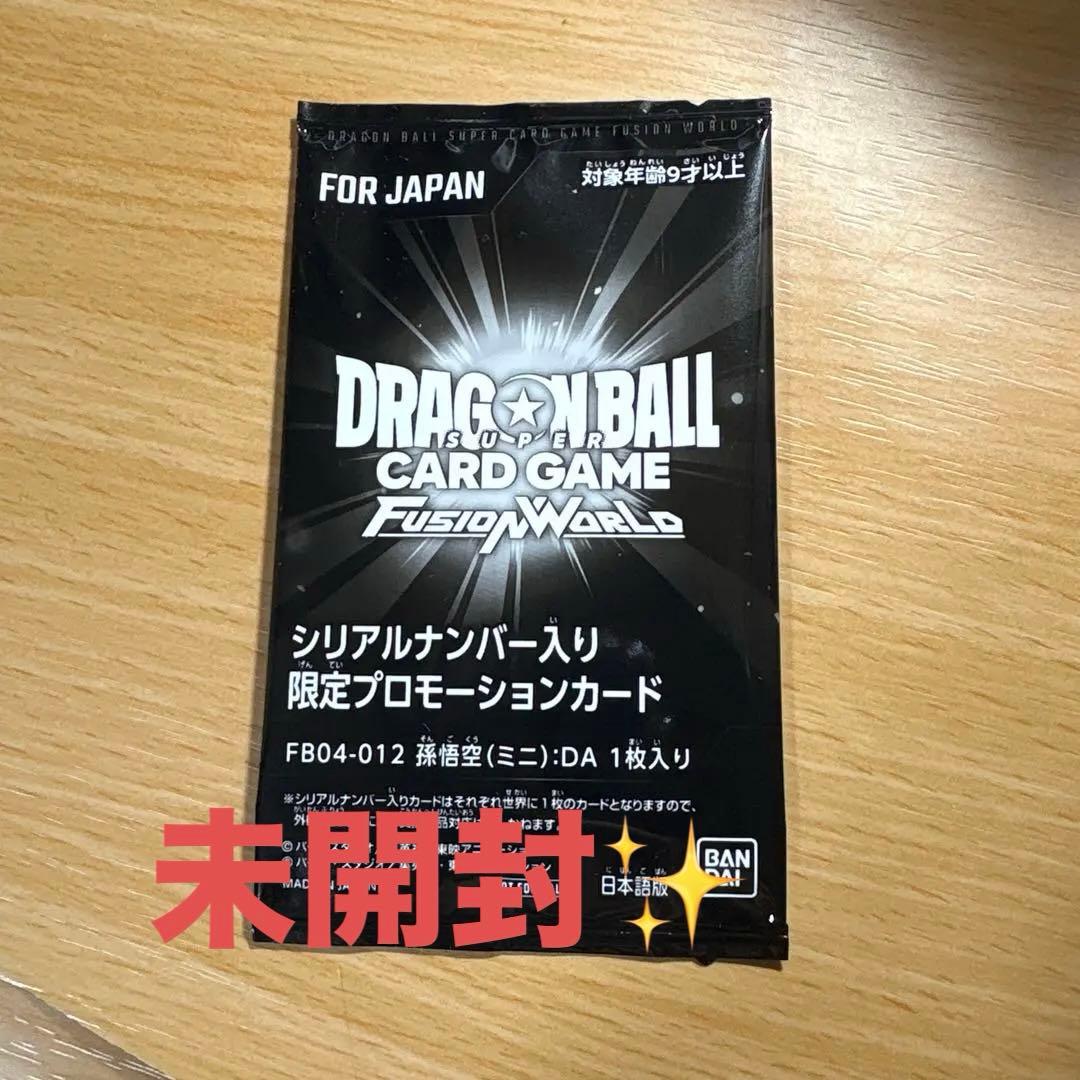 DRAGON BALL SUPER CARD GAME FUSION WORLD
FOR JAPAN
対象年齢9才以上
DRAGON BALL
SUPER
CARD GAME
FUSION WORLD
シリアルナンバー入り
限定プロモーションカード
FB04-012 孫悟空(ミニ):DA 1枚入り
※シリアルナンバー入りカードはそれぞれ世界に1枚のカードとなりますので、
日本語版
BANDAI
未開封✨